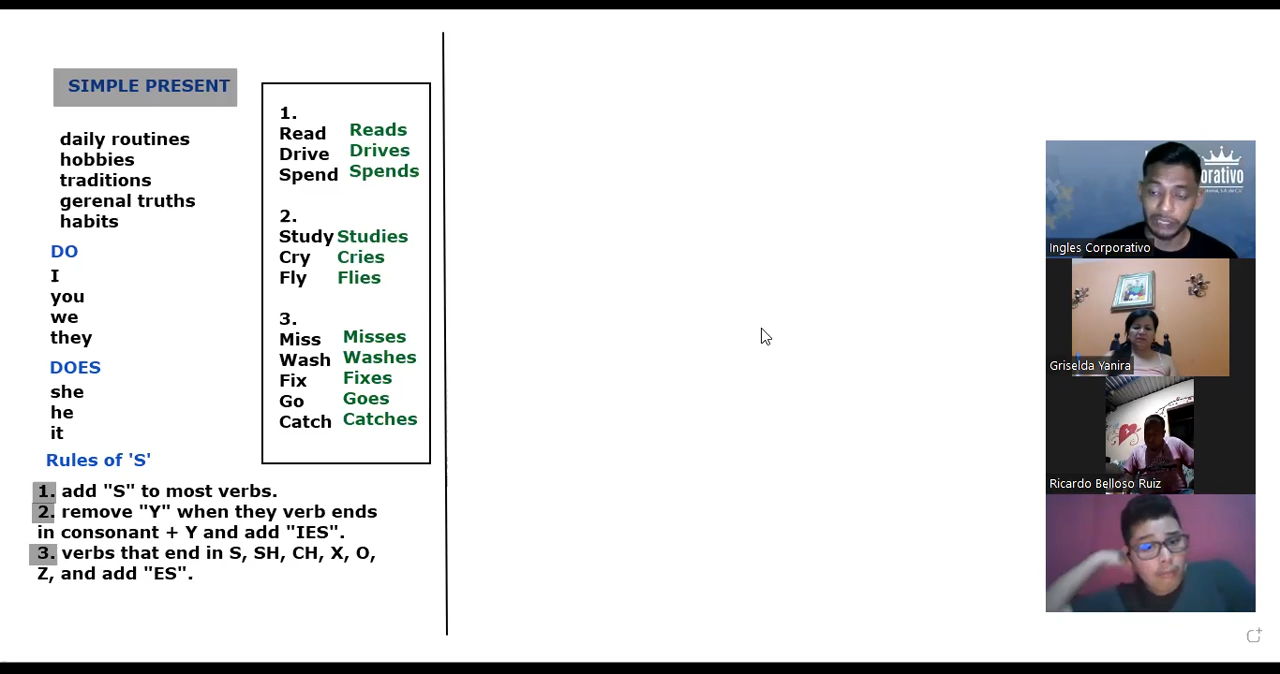 SIMPLE PRESENT
daily routines
hobbies
traditions
gerenal truths
habits
DO
I
you
we
they
DOES
she
he
it
Rules of 'S'
1. add "S" to most verbs.
2. remove "Y" when they verb ends
in consonant + Y and add "IES".
3. verbs that end in S, SH, CH, X, O,
Z, and add "ES".
1.
Read Reads
Drive Drives
Spend Spends
2.
Study Studies
Cry Cries
Fly Flies
3.
Miss Misses
Wash Washes
Fix Fixes
Go Goes
Catch Catches
Ingles Corporativo
Griselda Yanira
Ricardo Belloso Ruiz